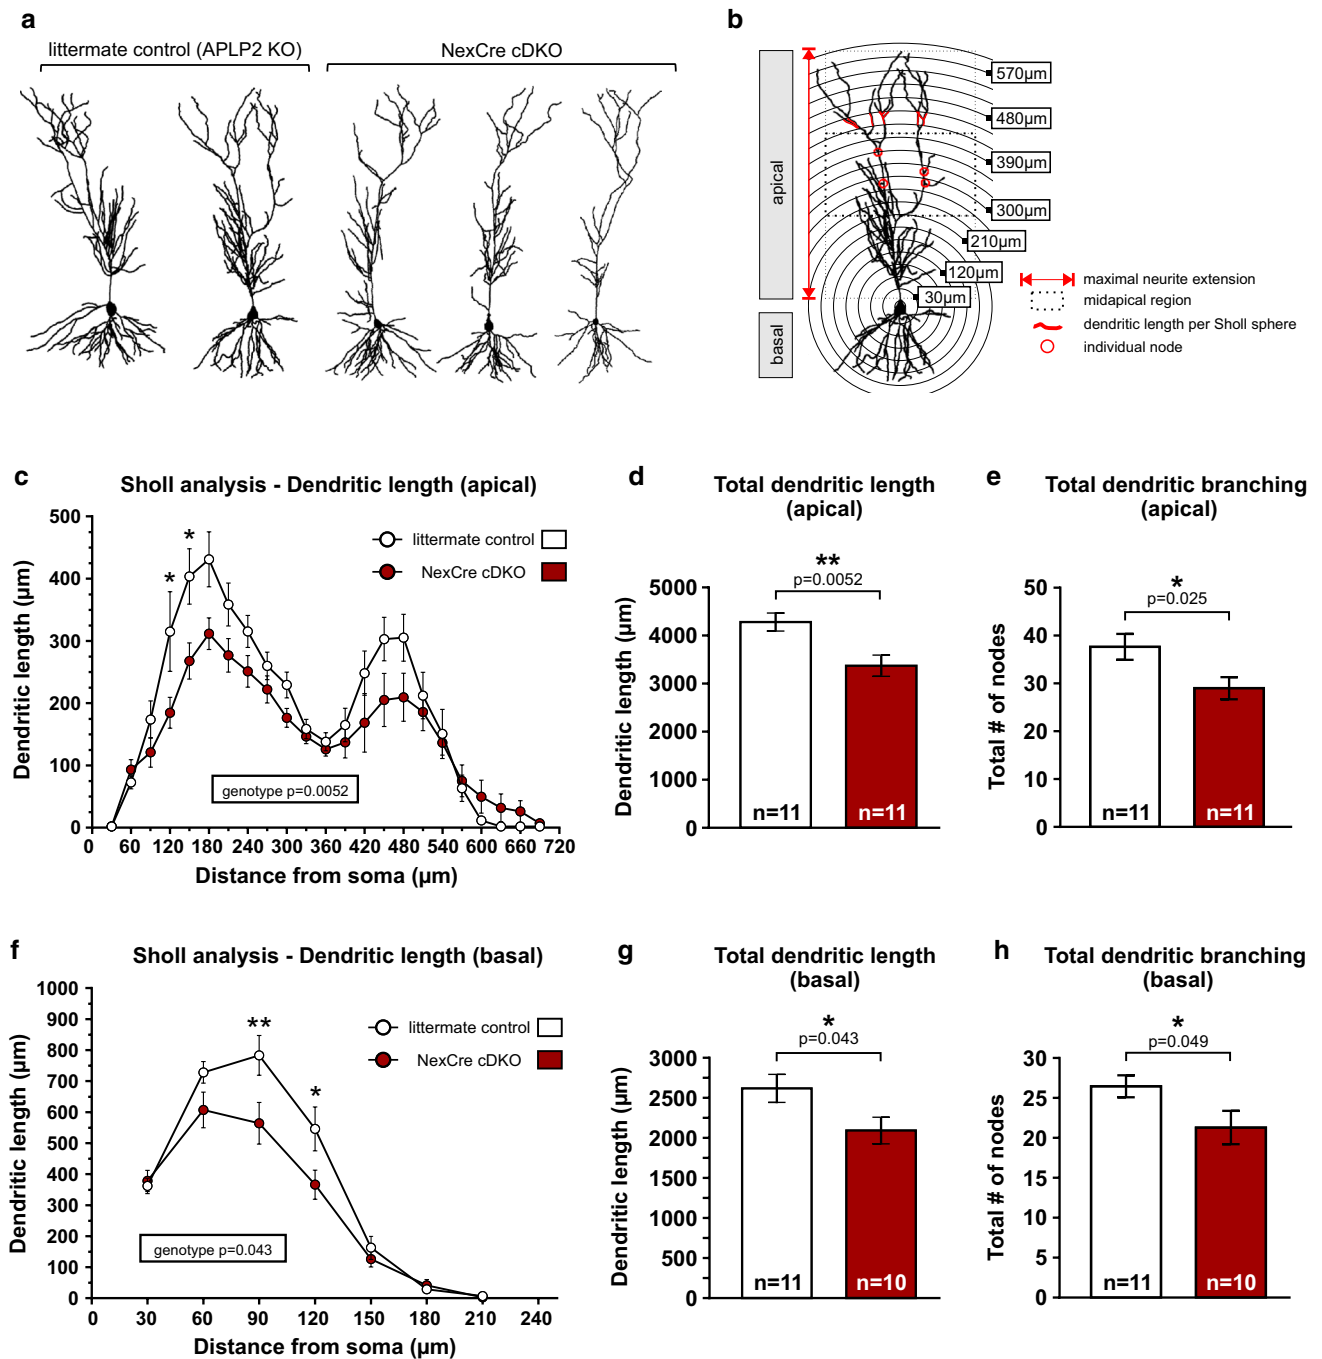 a
littermate control (APLP2 KO)
NexCre cDKO
b
apical
basal
570µm
480µm
390µm
300µm
210µm
120µm
30µm
maximal neurite extension
midapical region
dendritic length per Sholl sphere
individual node
c
Sholl analysis - Dendritic length (apical)
Dendritic length (µm)
500
400
300
200
100
0
* *
littermate control
NexCre cDKO
genotype p=0.0052
0 60 120 180 240 300 360 420 480 540 600 660 720
Distance from soma (µm)
d
Total dendritic length
(apical)
**
p=0.0052
Dendritic length (µm)
5000
4000
3000
2000
1000
0
n=11 n=11
e
Total dendritic branching
(apical)
*
p=0.025
Total # of nodes
50
40
30
20
10
0
n=11 n=11
f
Sholl analysis - Dendritic length (basal)
Dendritic length (µm)
1000
900
800
700
600
500
400
300
200
100
0
**
*
littermate control
NexCre cDKO
genotype p=0.043
0 30 60 90 120 150 180 210 240
Distance from soma (µm)
g
Total dendritic length
(basal)
*
p=0.043
Dendritic length (µm)
3000
2500
2000
1500
1000
500
0
n=11 n=10
h
Total dendritic branching
(basal)
*
p=0.049
Total # of nodes
30
25
20
15
10
5
0
n=11 n=10